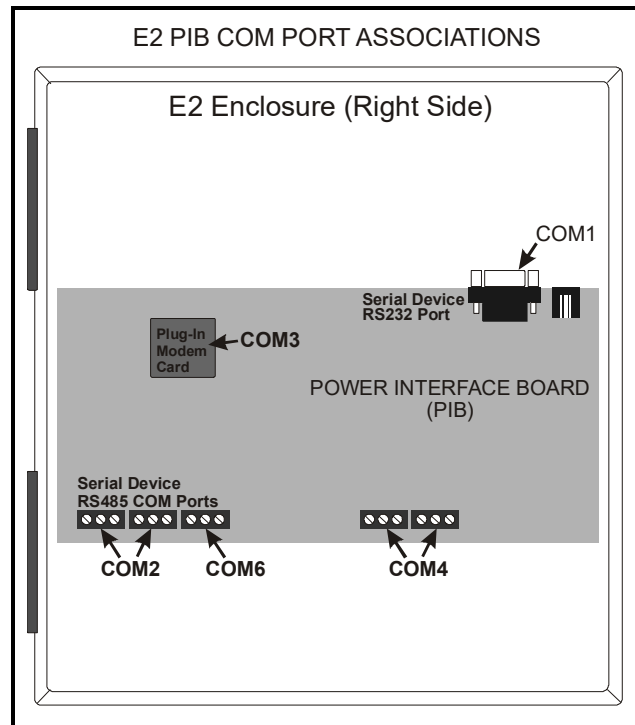 E2 PIB COM PORT ASSOCIATIONS
E2 Enclosure (Right Side)
COM1
Serial Device
RS232 Port
Plug-In
Modem
Card
COM3
POWER INTERFACE BOARD
(PIB)
Serial Device
RS485 COM Ports
COM2
COM6
COM4